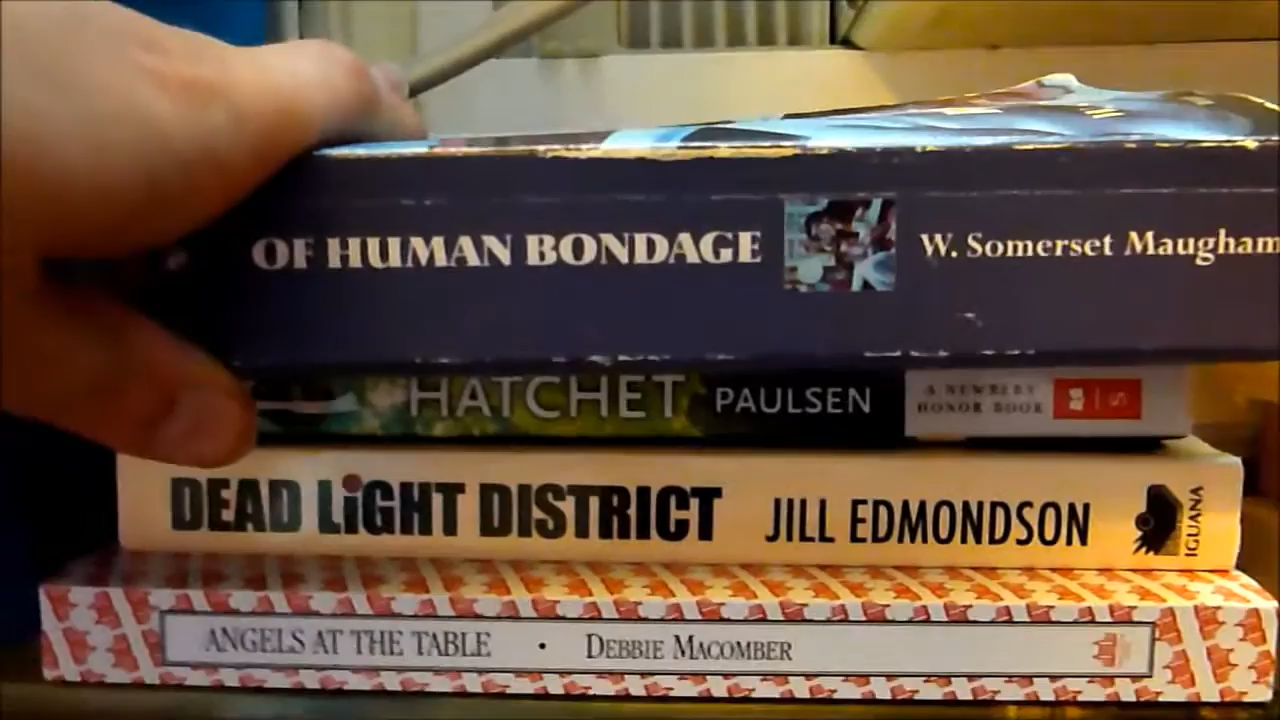 OF HUMAN BONDAGE W. Somerset Maugham
HATCHET PAULSEN A NEWBERY HONOR BOOK S
DEAD LiGHT DISTRICT JILL EDMONDSON IGUANA
ANGELS AT THE TABLE • DEBBIE MACOMBER